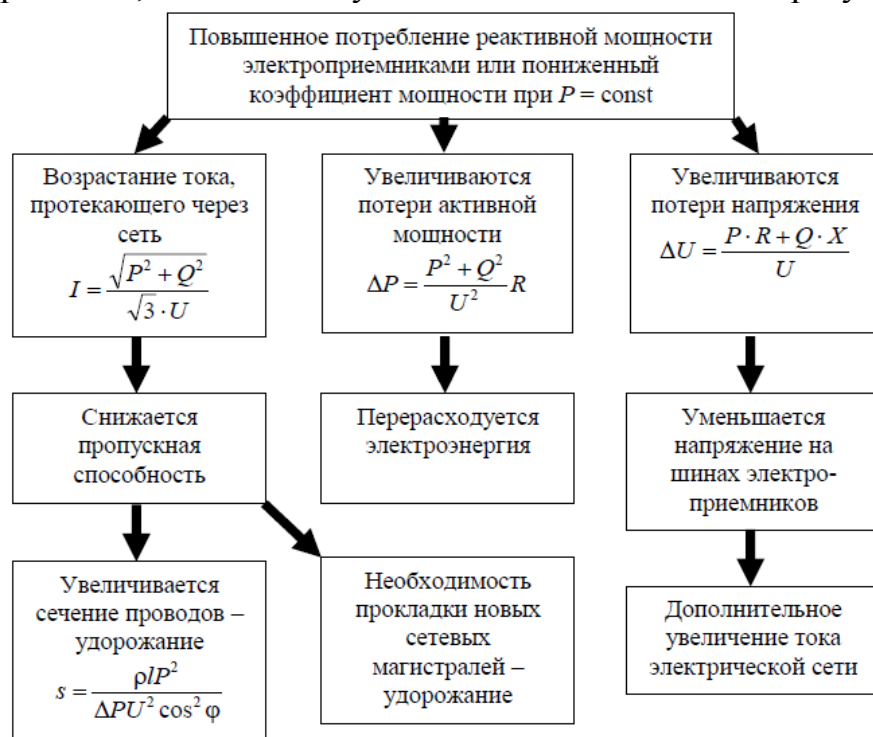 Повышенное потребление реактивной мощности
электроприемниками или пониженный
коэффициент мощности при P = const
Возрастание тока,
протекающего через
сеть
I = √(P² + Q²) / (√3 · U)
Увеличиваются
потери активной
мощности
ΔP = (P² + Q²) / U² R
Увеличиваются
потери напряжения
ΔU = (P · R + Q · X) / U
Снижается
пропускная
способность
Перерасходуется
электроэнергия
Уменьшается
напряжение на
шинах электро-
приемников
Увеличивается
сечение проводов –
удорожание
s = ρlP² / (ΔPU² cos² φ)
Необходимость
прокладки новых
сетевых
магистралей –
удорожание
Дополнительное
увеличение тока
электрической сети